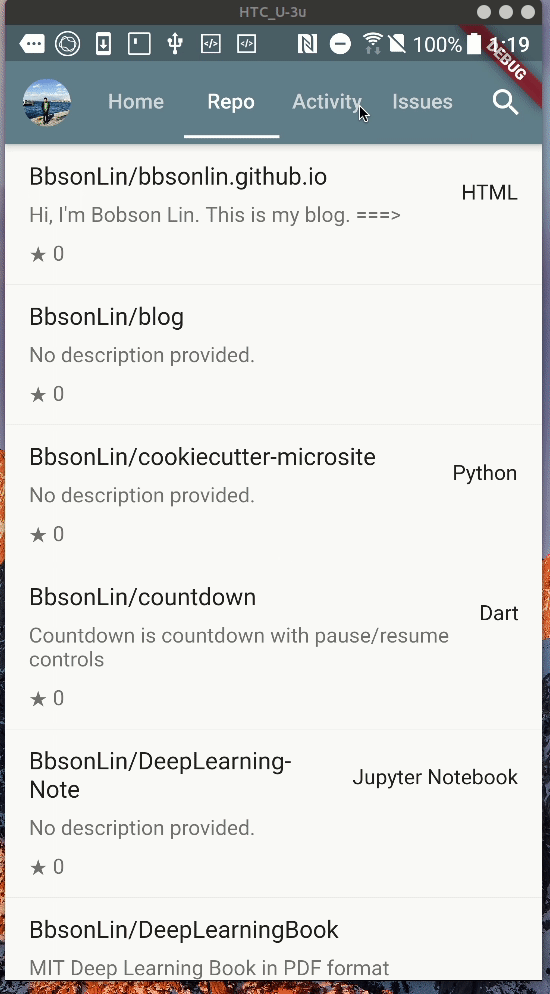 HTC_U-3u
100% 1:19
DEBUG
Home Repo Activity Issues
BbsonLin/bbsonlin.github.io
HTML
Hi, I'm Bobson Lin. This is my blog. ===>
★ 0
BbsonLin/blog
No description provided.
★ 0
BbsonLin/cookiecutter-microsite
Python
No description provided.
★ 0
BbsonLin/countdown
Dart
Countdown is countdown with pause/resume
controls
★ 0
BbsonLin/DeepLearning-
Note
Jupyter Notebook
No description provided.
★ 0
BbsonLin/DeepLearningBook
MIT Deep Learning Book in PDF format